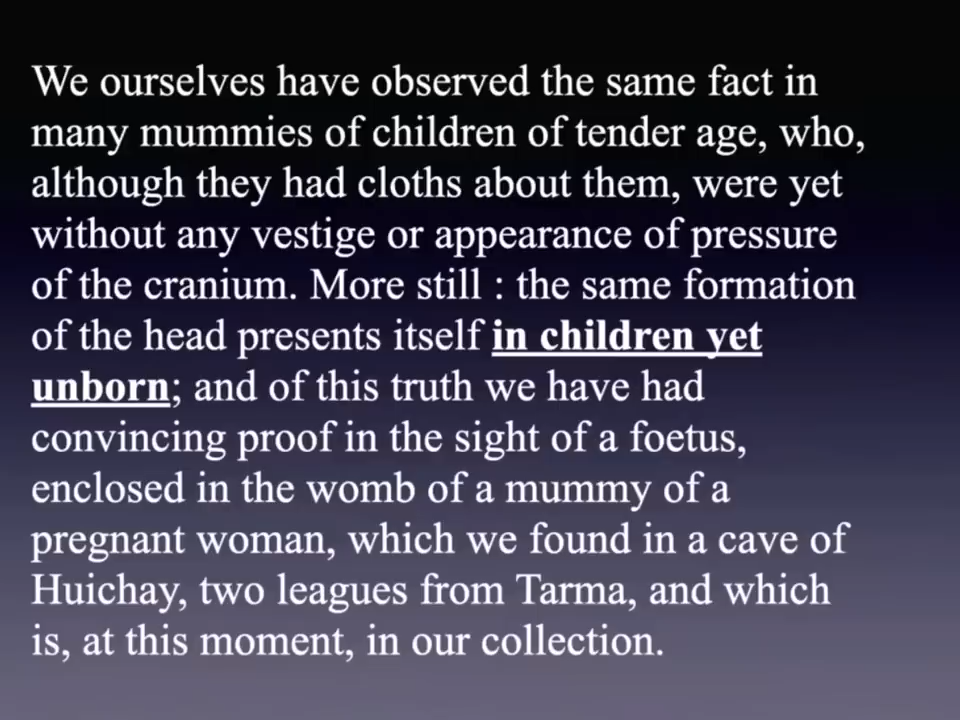 We ourselves have observed the same fact in
many mummies of children of tender age, who,
although they had cloths about them, were yet
without any vestige or appearance of pressure
of the cranium. More still : the same formation
of the head presents itself in children yet
unborn; and of this truth we have had
convincing proof in the sight of a foetus,
enclosed in the womb of a mummy of a
pregnant woman, which we found in a cave of
Huichay, two leagues from Tarma, and which
is, at this moment, in our collection.